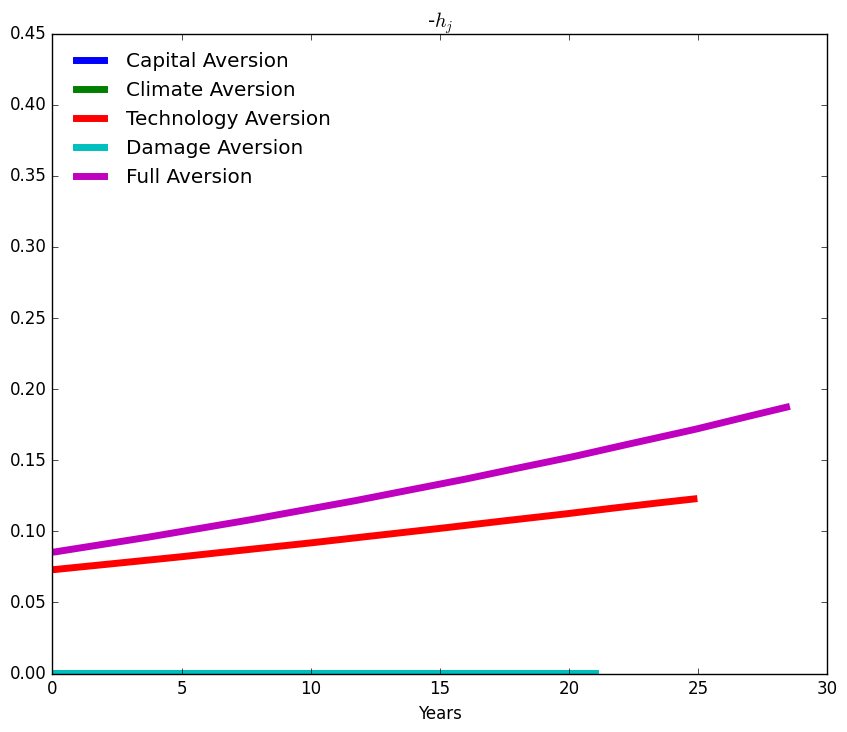 -h_j
0.45
Capital Aversion
Climate Aversion
0.40
Technology Aversion
Damage Aversion
0.35
Full Aversion
0.30
0.25
0.20
0.15
0.10
0.05
0.00
0 5 10 15 20 25 30
Years